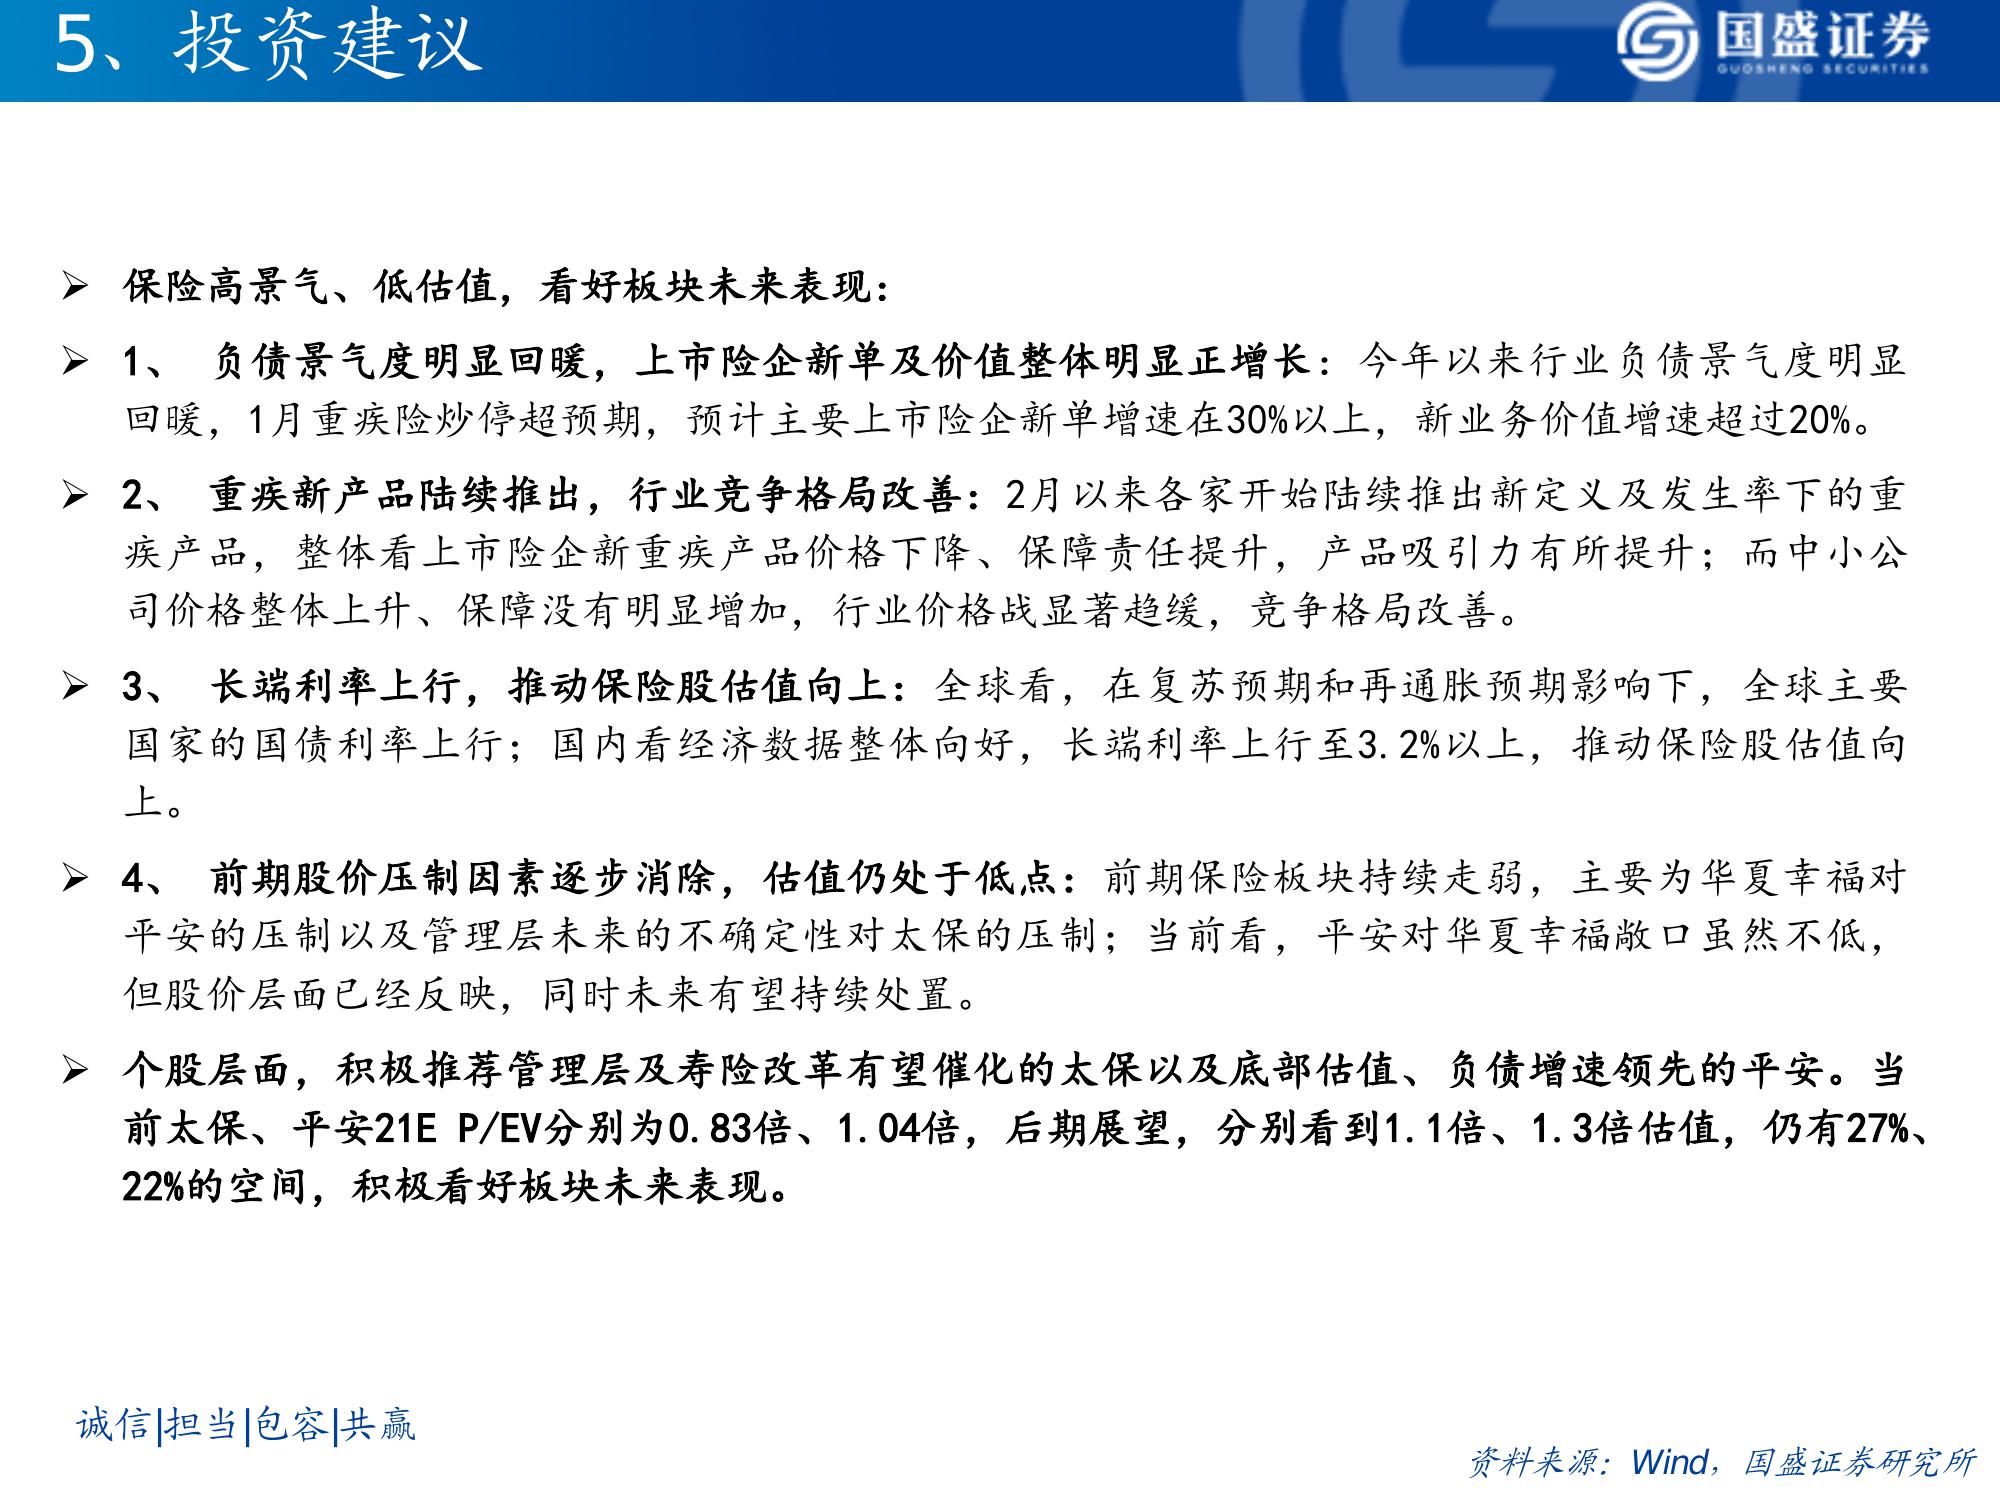 5、投资建议
国盛证券
GUOSHENG SECURITIES
➢ 保险高景气、低估值，看好板块未来表现：
➢ 1、 负债景气度明显回暖，上市险企新单及价值整体明显正增长：今年以来行业负债景气度明显
回暖，1月重疾险炒停超预期，预计主要上市险企新单增速在30%以上，新业务价值增速超过20%。
➢ 2、 重疾新产品陆续推出，行业竞争格局改善：2月以来各家开始陆续推出新定义及发生率下的重
疾产品，整体看上市险企新重疾产品价格下降、保障责任提升，产品吸引力有所提升；而中小公
司价格整体上升、保障没有明显增加，行业价格战显著趋缓，竞争格局改善。
➢ 3、 长端利率上行，推动保险股估值向上：全球看，在复苏预期和再通胀预期影响下，全球主要
国家的国债利率上行；国内看经济数据整体向好，长端利率上行至3.2%以上，推动保险股估值向
上。
➢ 4、 前期股价压制因素逐步消除，估值仍处于低点：前期保险板块持续走弱，主要为华夏幸福对
平安的压制以及管理层未来的不确定性对太保的压制；当前看，平安对华夏幸福敞口虽然不低，
但股价层面已经反映，同时未来有望持续处置。
➢ 个股层面，积极推荐管理层及寿险改革有望催化的太保以及底部估值、负债增速领先的平安。当
前太保、平安21E P/EV分别为0.83倍、1.04倍，后期展望，分别看到1.1倍、1.3倍估值，仍有27%、
22%的空间，积极看好板块未来表现。
诚信|担当|包容|共赢
资料来源：Wind，国盛证券研究所